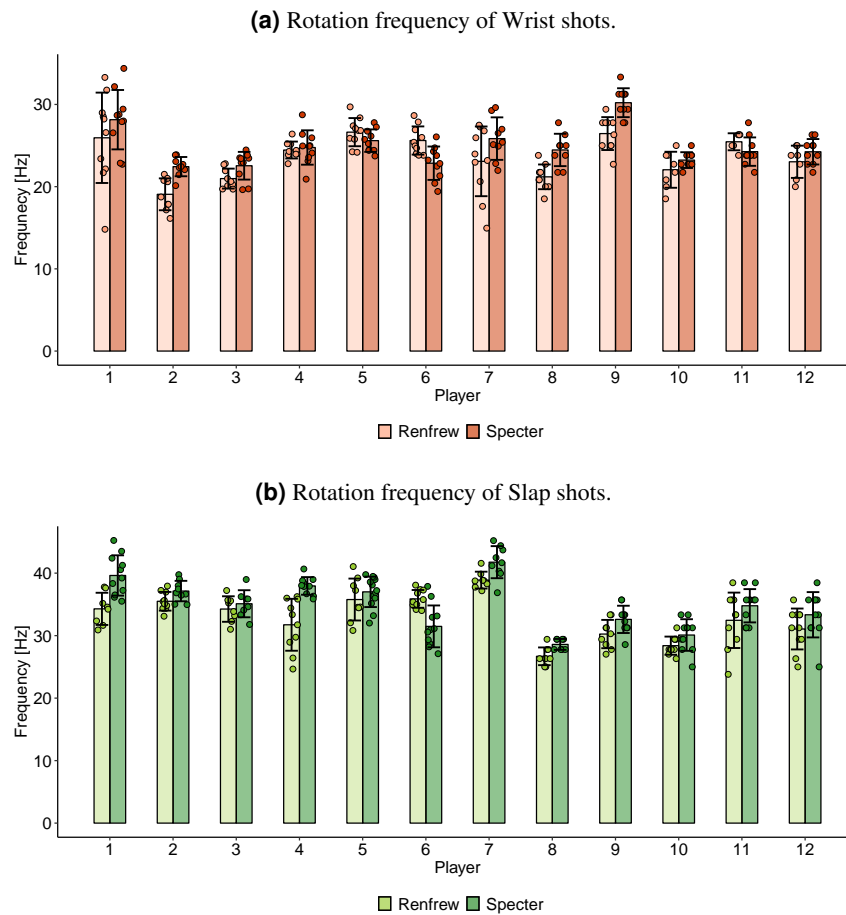 (a) Rotation frequency of Wrist shots.
30
20
10
0
Frequnecy [Hz]
1 2 3 4 5 6 7 8 9 10 11 12
Player
Renfrew Specter
(b) Rotation frequency of Slap shots.
40
30
20
10
0
Frequency [Hz]
1 2 3 4 5 6 7 8 9 10 11 12
Player
Renfrew Specter